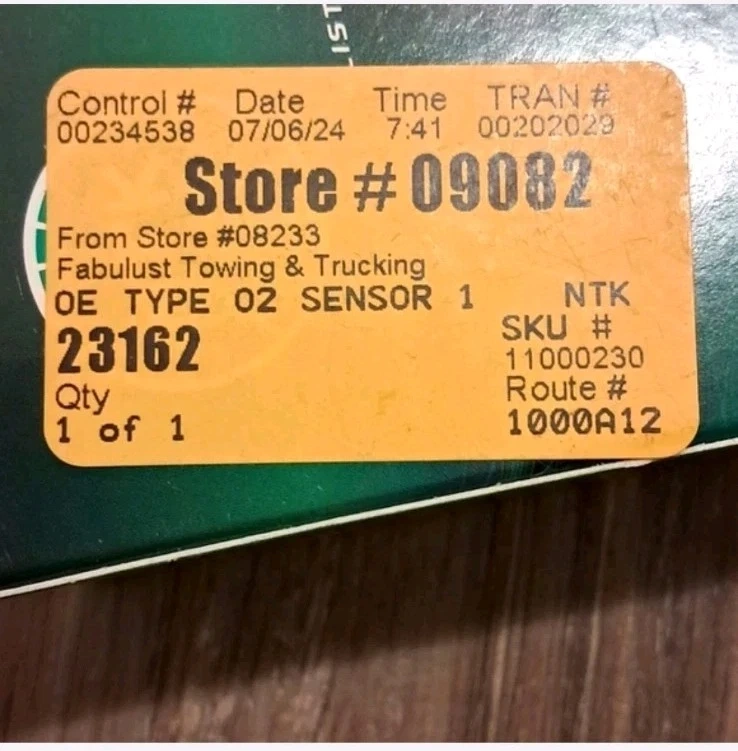 LIST
Control # Date Time TRAN #
00234538 07/06/24 7:41 00202029
Store # 09082
From Store #08233
Fabulust Towing & Trucking
OE TYPE O2 SENSOR 1 NTK
23162 SKU #
11000230
Qty Route #
1 of 1 1000A12